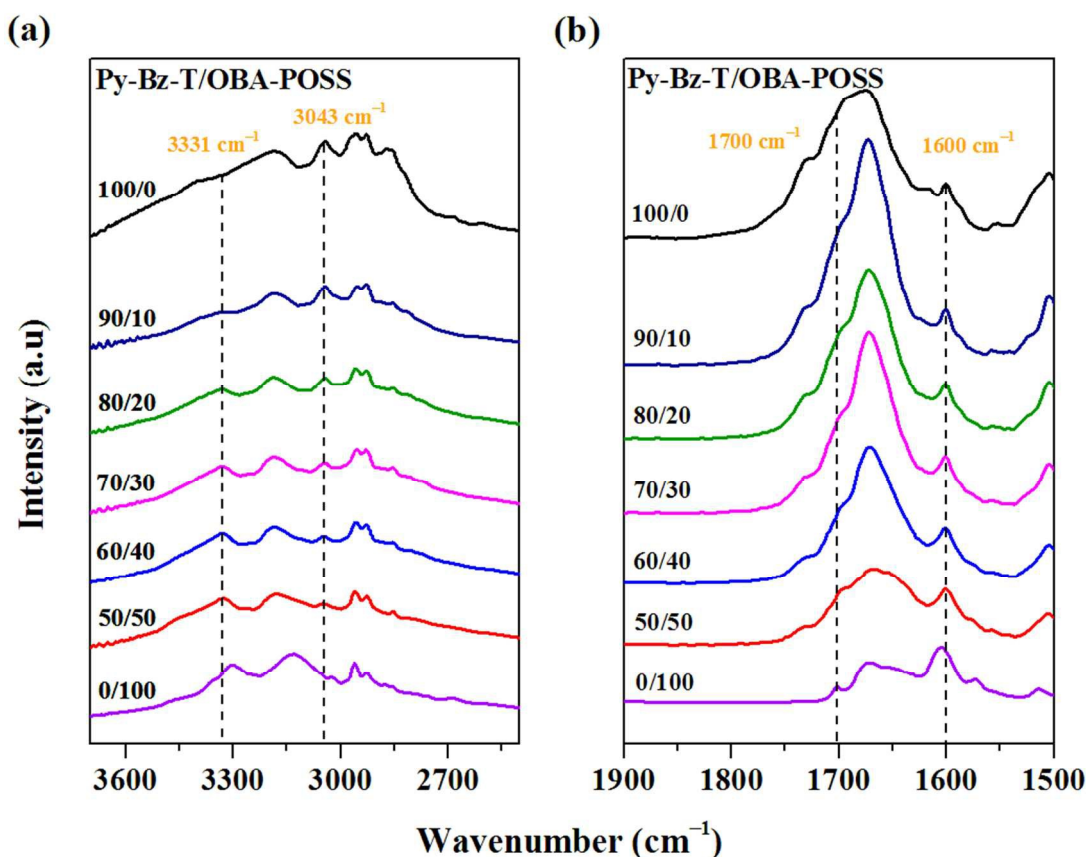 (a)
(b)
Py-Bz-T/OBA-POSS
3331 cm⁻¹
3043 cm⁻¹
100/0
90/10
80/20
70/30
60/40
50/50
0/100
3600 3300 3000 2700
Py-Bz-T/OBA-POSS
1700 cm⁻¹
1600 cm⁻¹
100/0
90/10
80/20
70/30
60/40
50/50
0/100
1900 1800 1700 1600 1500
Intensity (a.u)
Wavenumber (cm⁻¹)